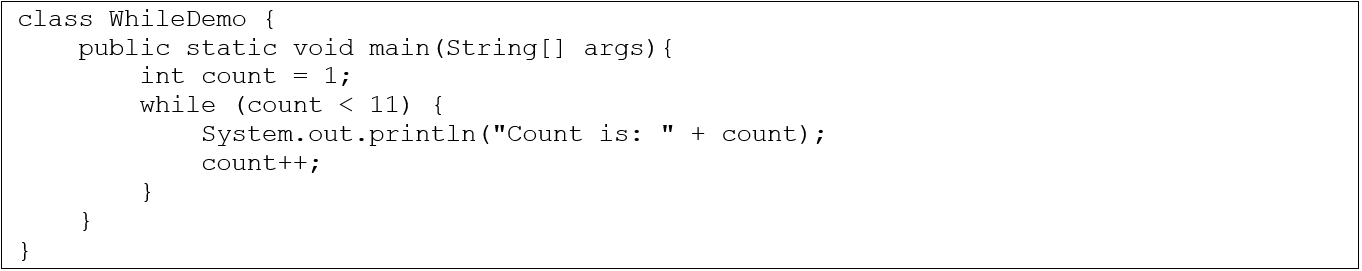 class WhileDemo {
    public static void main(String[] args){
        int count = 1;
        while (count < 11) {
            System.out.println("Count is: " + count);
            count++;
        }
    }
}